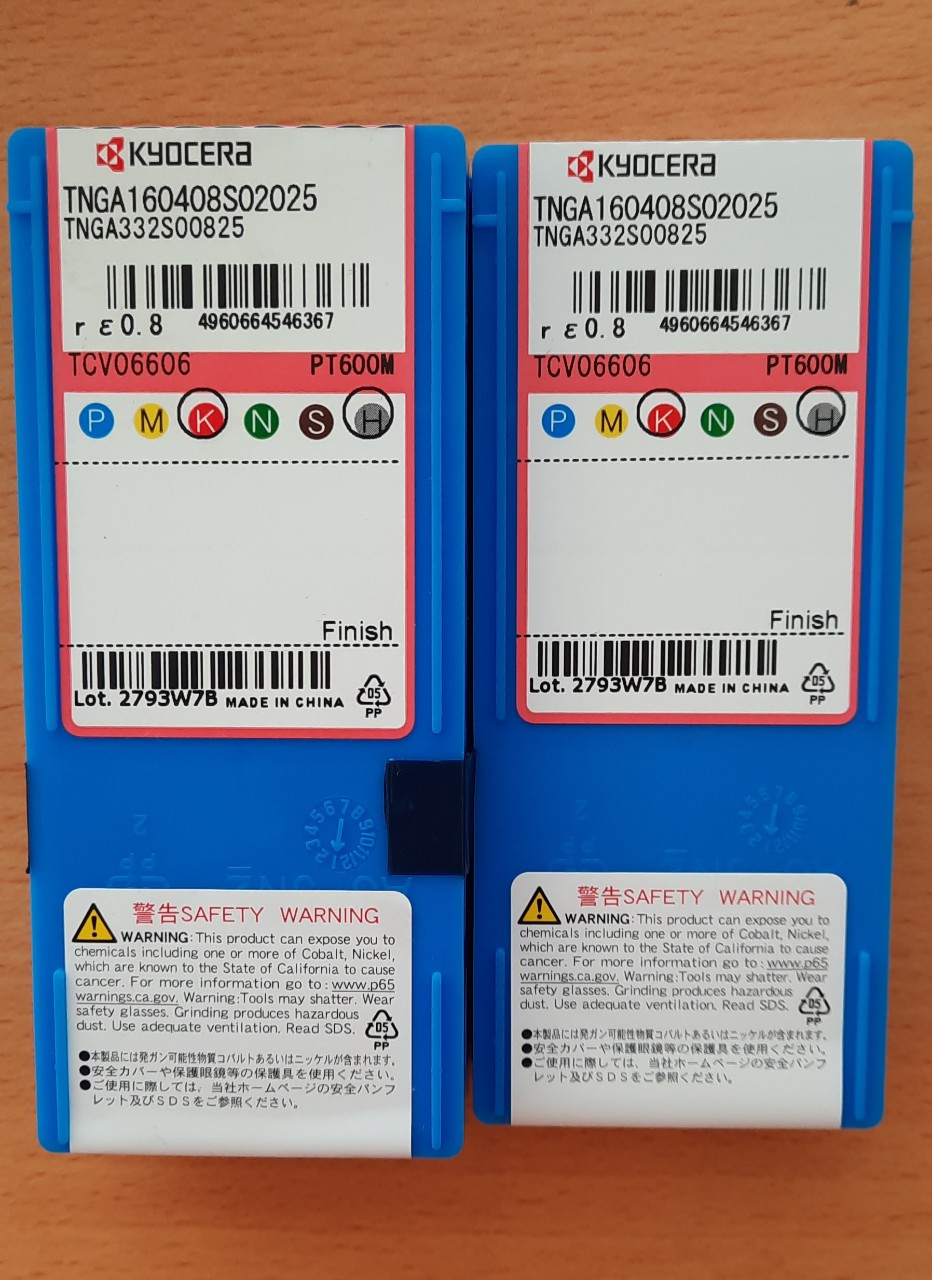 KYOCERA
TNGA160408S02025
TNGA332S00825
rε0.8 4960664546367
TCV06606 PT600M
P M K N S H
Finish
Lot. 2793W7B MADE IN CHINA
05
PP
2
1 2 3 4 5 6 7 8 9 10 11 12
警告SAFETY WARNING
WARNING:This product can expose you to
chemicals including one or more of Cobalt, Nickel,
which are known to the State of California to cause
cancer. For more information go to:www.p65
warnings.ca.gov. Warning:Tools may shatter. Wear
safety glasses. Grinding produces hazardous
dust. Use adequate ventilation. Read SDS.
05
PP
●本製品には発ガン可能性物質コバルトあるいはニッケルが含まれます。
●安全カバーや保護眼鏡等の保護具を使用ください。
●ご使用に際しては、当社ホームページの安全パンフ
レット及びSDSをご参照ください。
KYOCERA
TNGA160408S02025
TNGA332S00825
rε0.8 4960664546367
TCV06606 PT600M
P M K N S H
Finish
Lot. 2793W7B MADE IN CHINA
05
PP
2
警告SAFETY WARNING
WARNING:This product can expose you to
chemicals including one or more of Cobalt, Nickel,
which are known to the State of California to cause
cancer. For more information go to:www.p65
warnings.ca.gov. Warning:Tools may shatter. Wear
safety glasses. Grinding produces hazardous
dust. Use adequate ventilation. Read SDS.
05
PP
●本製品には発ガン可能性物質コバルトあるいはニッケルが含まれます。
●安全カバーや保護眼鏡等の保護具を使用ください。
●ご使用に際しては、当社ホームページの安全パンフ
レット及びSDSをご参照ください。